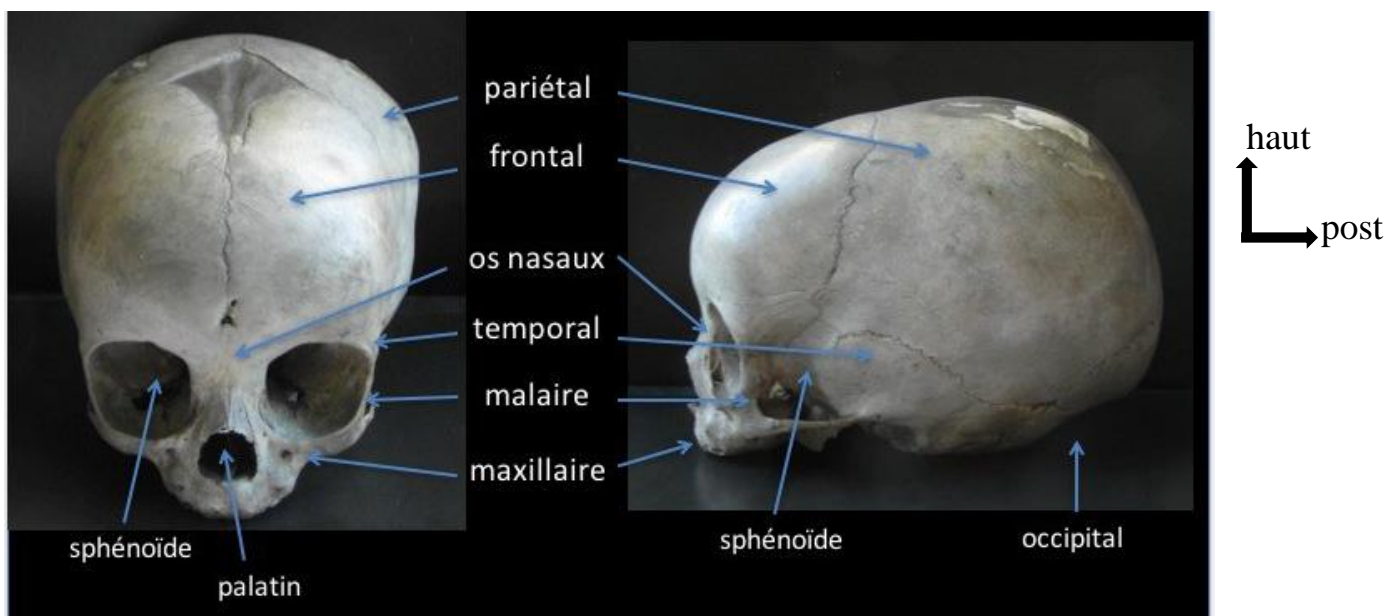 pariétal
frontal
os nasaux
temporal
malaire
maxillaire
sphénoïde
palatin
sphénoïde
occipital
haut
post